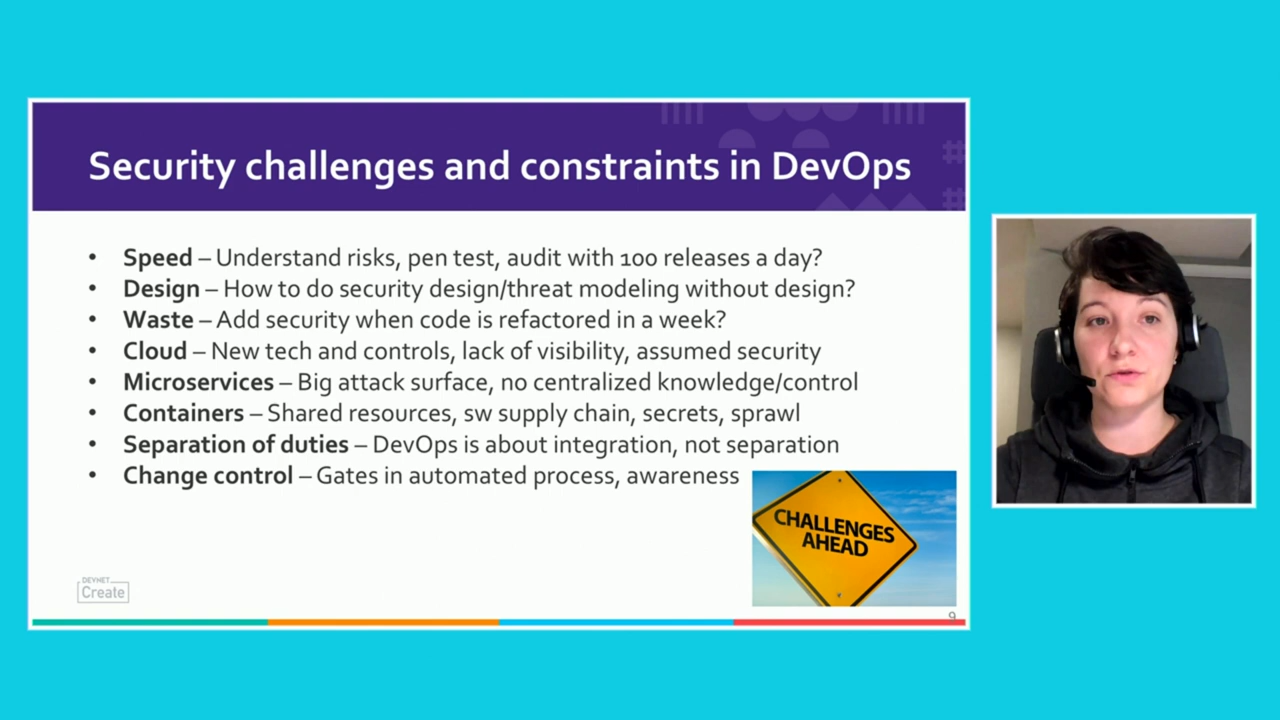 Security challenges and constraints in DevOps
• Speed – Understand risks, pen test, audit with 100 releases a day?
• Design – How to do security design/threat modeling without design?
• Waste – Add security when code is refactored in a week?
• Cloud – New tech and controls, lack of visibility, assumed security
• Microservices – Big attack surface, no centralized knowledge/control
• Containers – Shared resources, sw supply chain, secrets, sprawl
• Separation of duties – DevOps is about integration, not separation
• Change control – Gates in automated process, awareness
CHALLENGES
AHEAD
DEVNET
Create
9